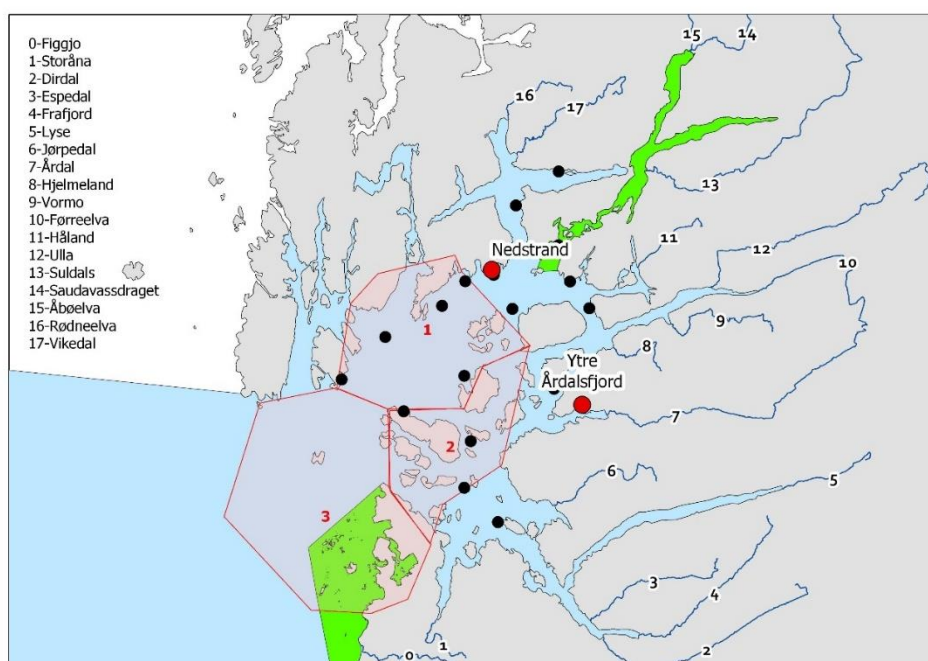 0-Figgjo
1-Storåna
2-Dirdal
3-Espedal
4-Frafjord
5-Lyse
6-Jørpedal
7-Årdal
8-Hjelmeland
9-Vormo
10-Førreelva
11-Håland
12-Ulla
13-Suldals
14-Saudavassdraget
15-Åbøelva
16-Rødneelva
17-Vikedal
15
14
16
17
13
11
12
10
Nedstrand
1
9
8
Ytre
Årdalsfjord
7
2
6
5
3
3
4
1
0
2